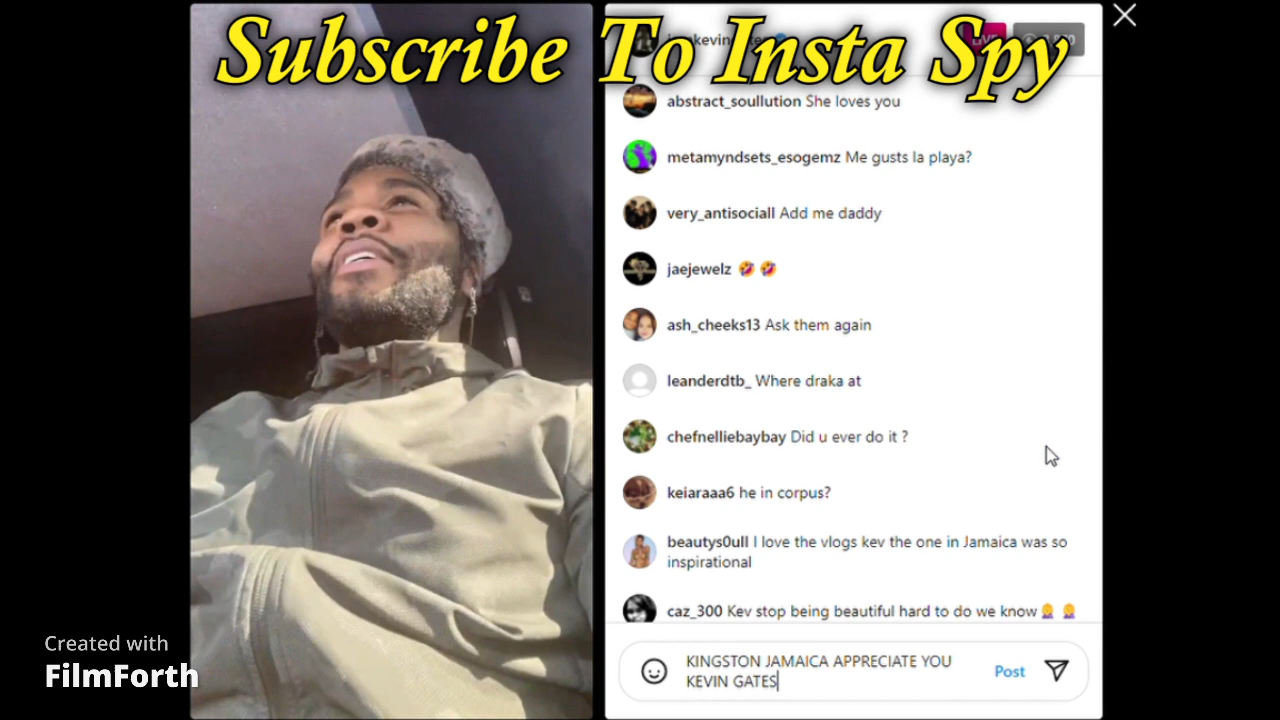 Subscribe To Insta Spy
LIVE
abstract_soullution She loves you
metamyndsets_esogemz Me gusts la playa?
very_antisociall Add me daddy
jaejewelz 🤣 🤣
ash_cheeks13 Ask them again
leanderdtb_ Where draka at
chefnelliebaybay Did u ever do it ?
keiaraaa6 he in corpus?
beautys0ull I love the vlogs kev the one in Jamaica was so
inspirational
caz_300 Kev stop being beautiful hard to do we know
KINGSTON JAMAICA APPRECIATE YOU
KEVIN GATES
Post
Created with
FilmForth